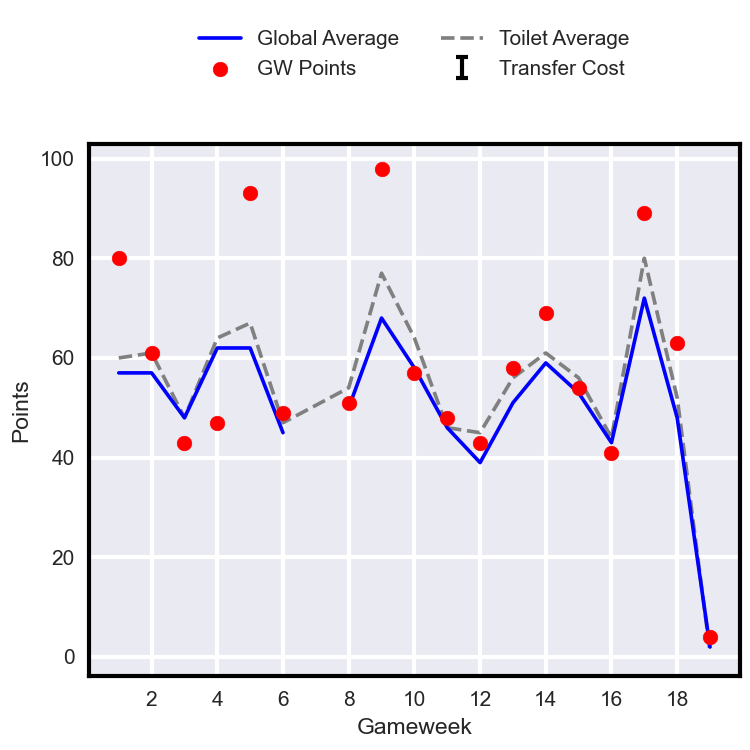 Global Average
Toilet Average
GW Points
Transfer Cost
100
80
60
40
20
0
Points
2 4 6 8 10 12 14 16 18
Gameweek